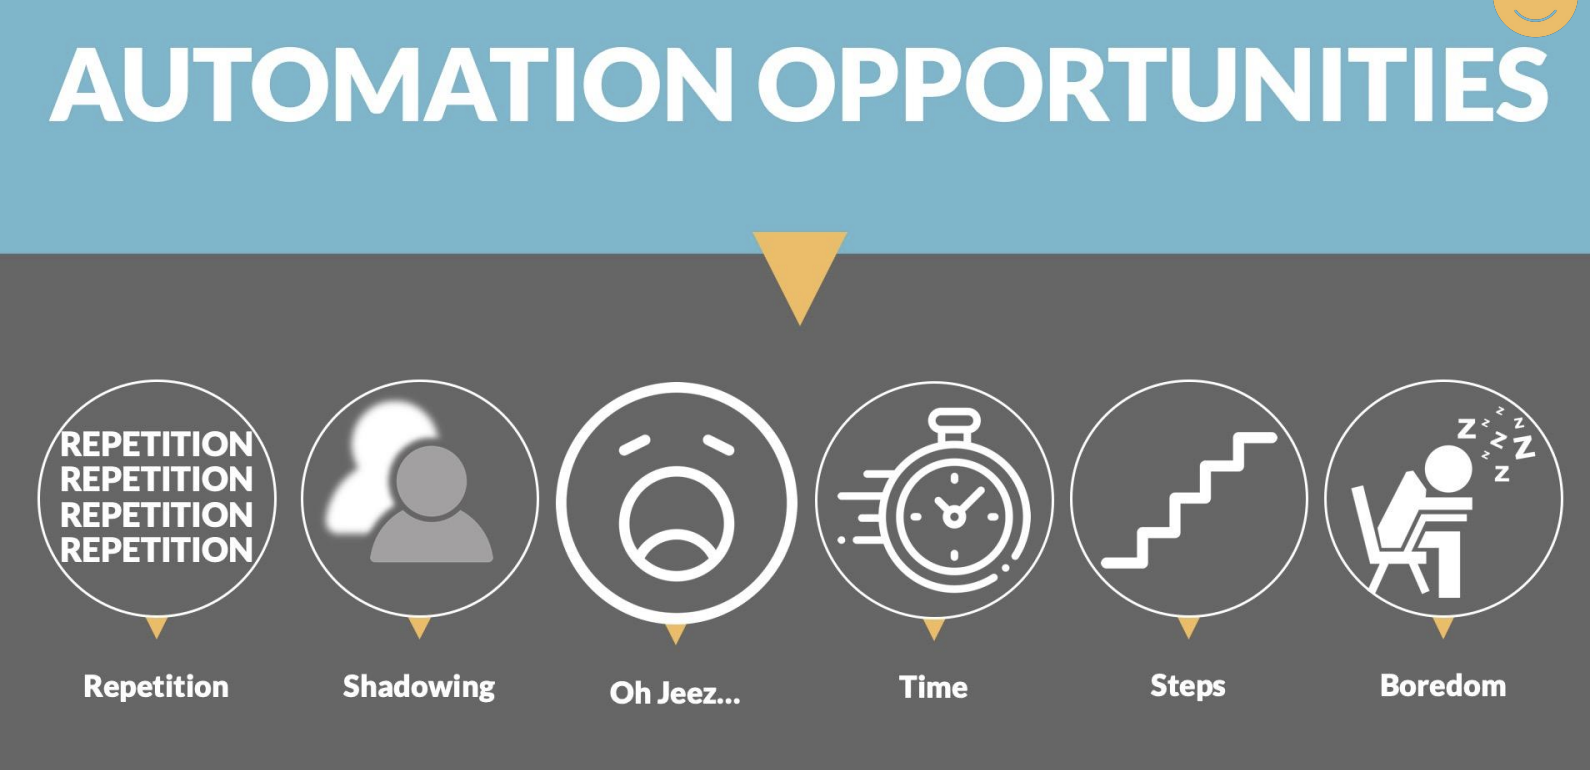 AUTOMATION OPPORTUNITIES
REPETITION
REPETITION
REPETITION
REPETITION
z
z
z
z
z
z
z
z
Repetition
Shadowing
Oh Jeez...
Time
Steps
Boredom